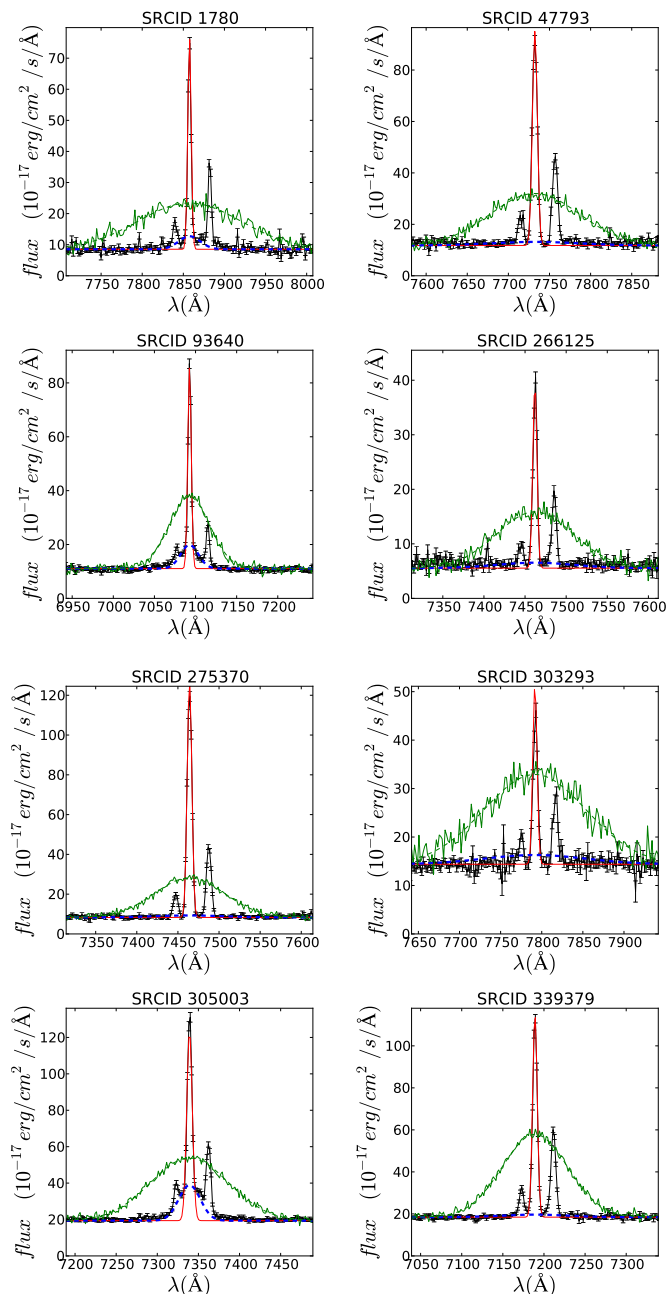 SRCID 1780
flux (10^{-17} erg/cm^2 /s/Å)
70
60
50
40
30
20
10
0
7750 7800 7850 7900 7950 8000
λ(Å)
SRCID 47793
flux (10^{-17} erg/cm^2 /s/Å)
80
60
40
20
0
7600 7650 7700 7750 7800 7850
λ(Å)
SRCID 93640
flux (10^{-17} erg/cm^2 /s/Å)
80
60
40
20
0
6950 7000 7050 7100 7150 7200
λ(Å)
SRCID 266125
flux (10^{-17} erg/cm^2 /s/Å)
40
30
20
10
0
7350 7400 7450 7500 7550 7600
λ(Å)
SRCID 275370
flux (10^{-17} erg/cm^2 /s/Å)
120
100
80
60
40
20
0
7350 7400 7450 7500 7550 7600
λ(Å)
SRCID 303293
flux (10^{-17} erg/cm^2 /s/Å)
50
40
30
20
10
0
7650 7700 7750 7800 7850 7900
λ(Å)
SRCID 305003
flux (10^{-17} erg/cm^2 /s/Å)
120
100
80
60
40
20
0
7200 7250 7300 7350 7400 7450
λ(Å)
SRCID 339379
flux (10^{-17} erg/cm^2 /s/Å)
100
80
60
40
20
0
7050 7100 7150 7200 7250 7300
λ(Å)